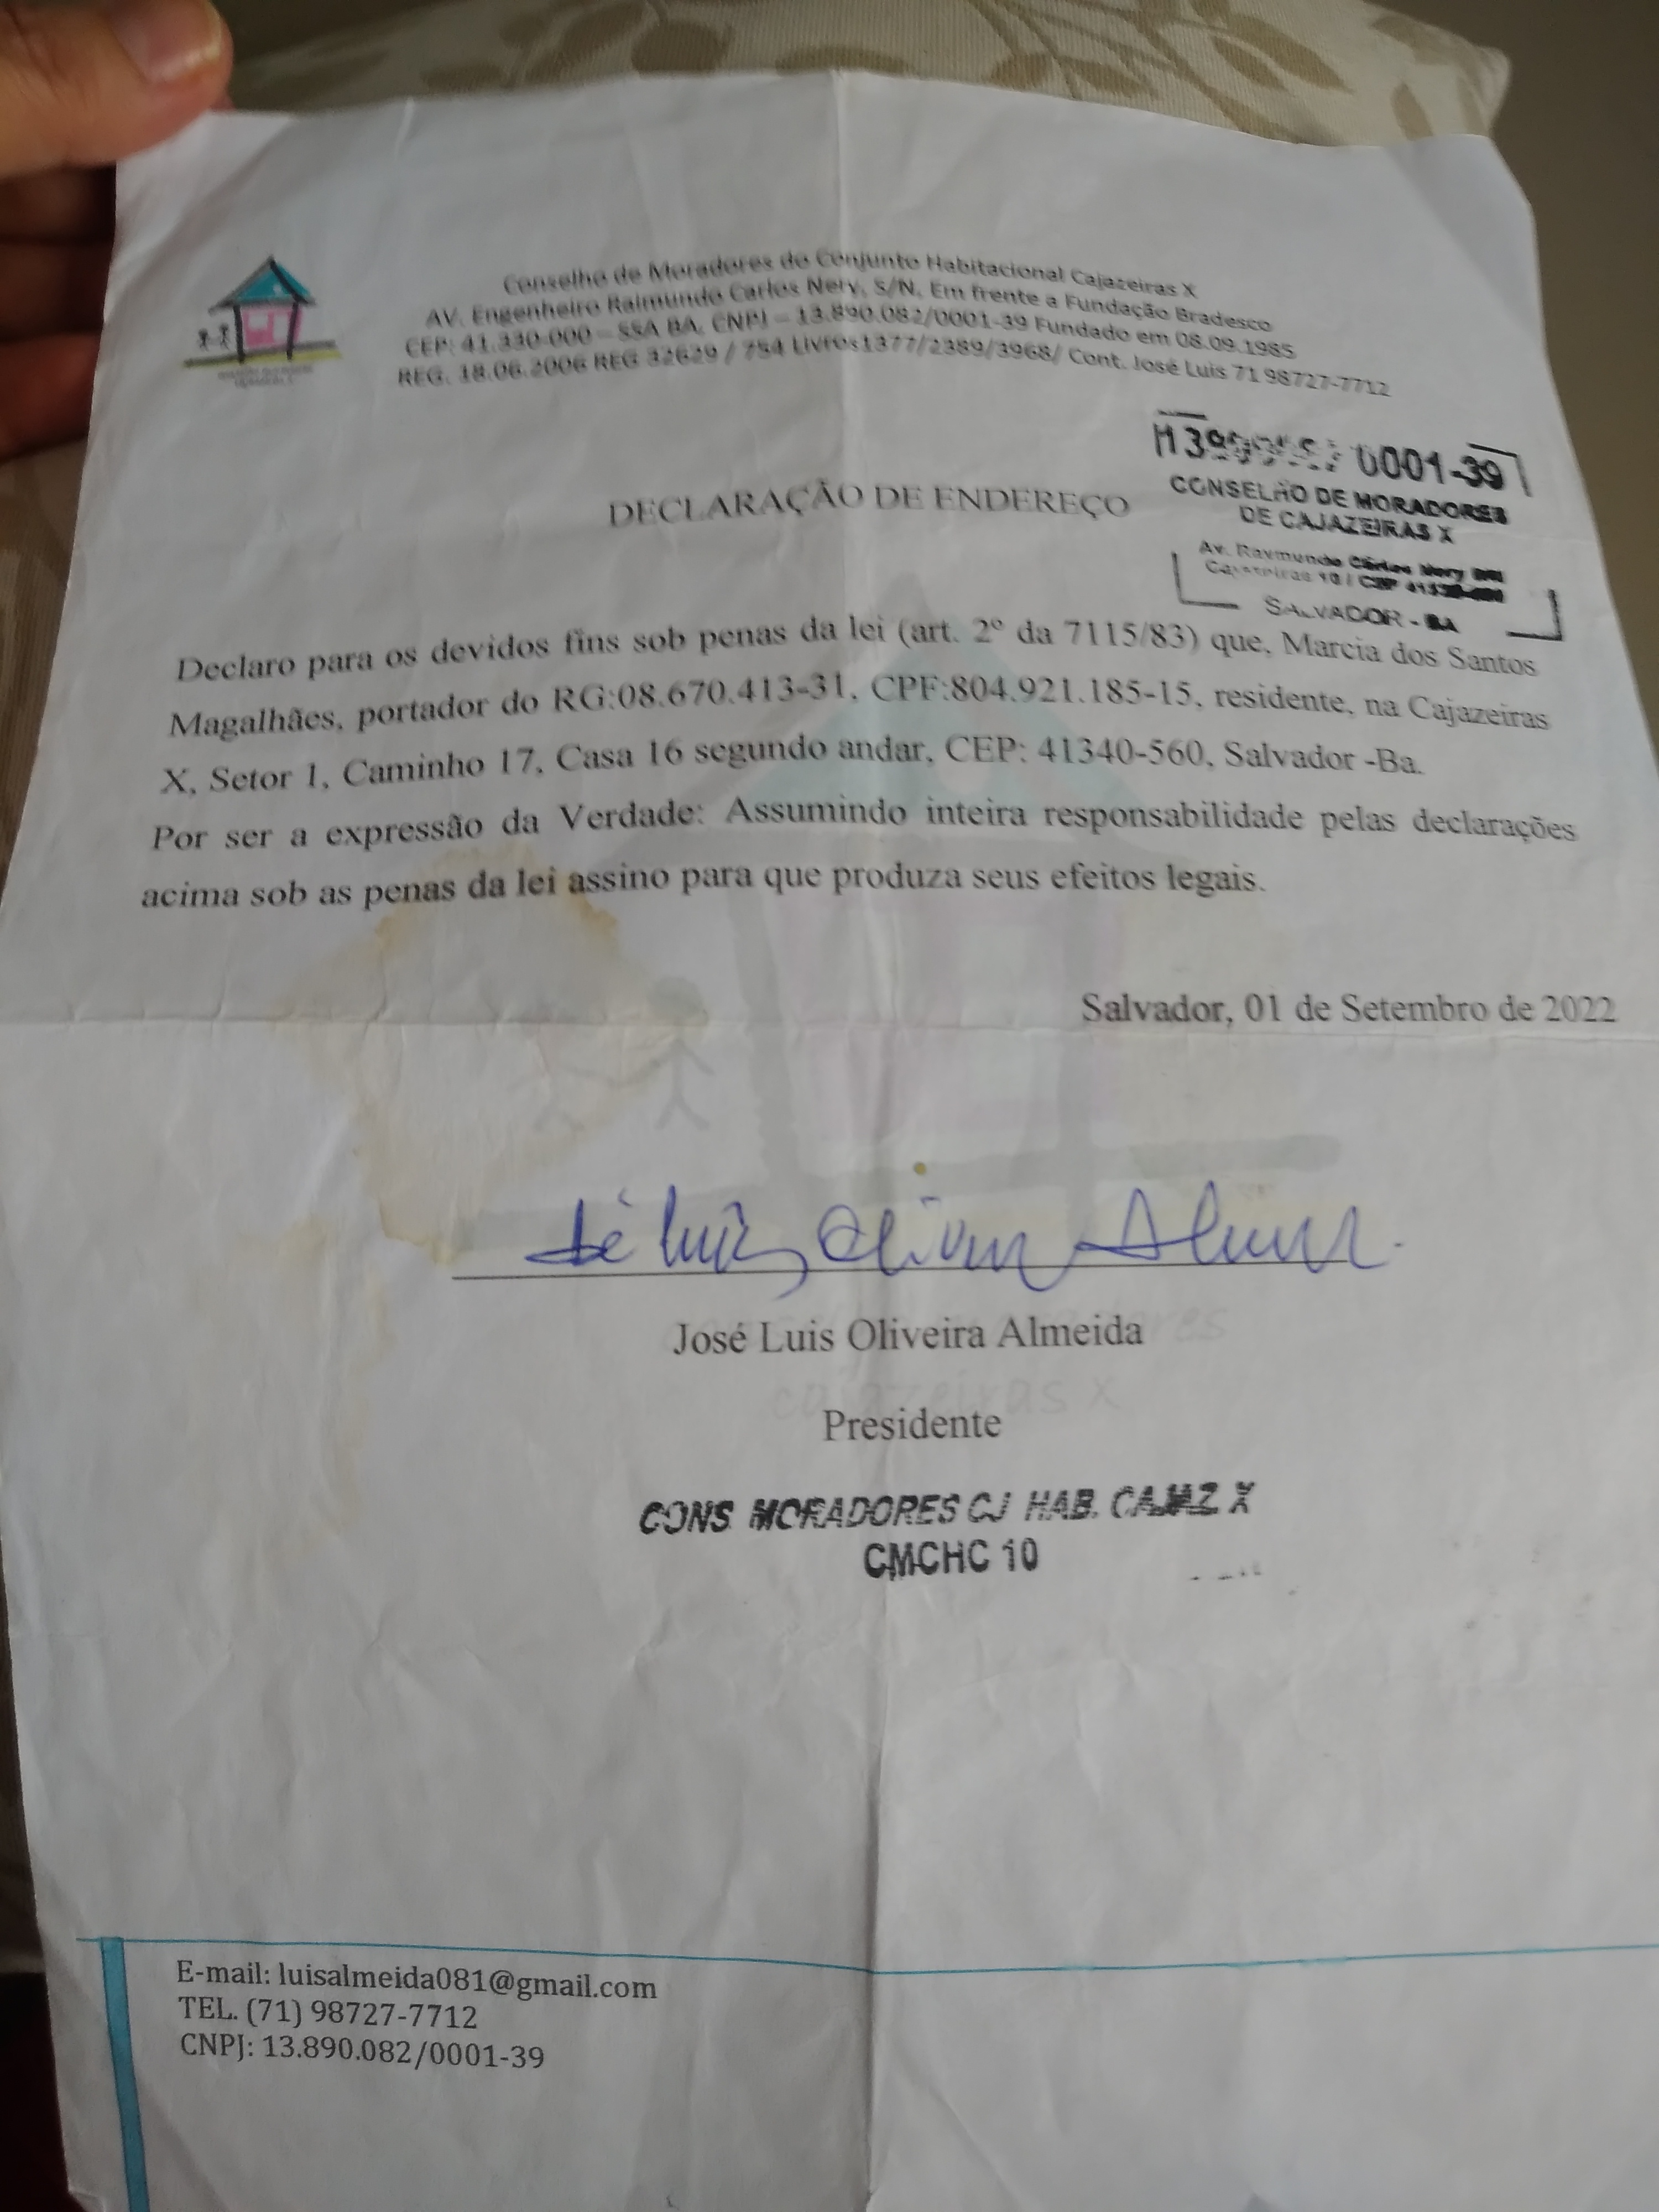 Conselho de Moradores do Conjunto Habitacional Cajazeiras X
AV. Engenheiro Raimundo Carlos Nery, S/N. Em frente a Fundação Bradesco
CEP: 41.330-000 – SSA BA, CNPJ – 13.890.082/0001-39 Fundado em 08.09.1985
REG. 18.06.2006 REG 32629 / 754 Livros1377/2389/3968/ Cont. José Luis 71 98727-7712
0001-39
CONSELHO DE MORADORES
DE CAJAZEIRAS X
Av. Raymundo Carlos Nery
10 / CEP
SALVADOR - BA
DECLARAÇÃO DE ENDEREÇO
Declaro para os devidos fins sob penas da lei (art. 2º da 7115/83) que, Marcia dos Santos
Magalhães, portador do RG:08.670.413-31, CPF:804.921.185-15, residente, na Cajazeiras
X, Setor 1, Caminho 17, Casa 16 segundo andar, CEP: 41340-560, Salvador -Ba.
Por ser a expressão da Verdade: Assumindo inteira responsabilidade pelas declarações
acima sob as penas da lei assino para que produza seus efeitos legais.
Salvador, 01 de Setembro de 2022
José Luis Oliveira Almeida
cajazeiras x
Presidente
CONS MORADORES CJ HAB. CAJAZ X
CMCHC 10
E-mail: luisalmeida081@gmail.com
TEL. (71) 98727-7712
CNPJ: 13.890.082/0001-39